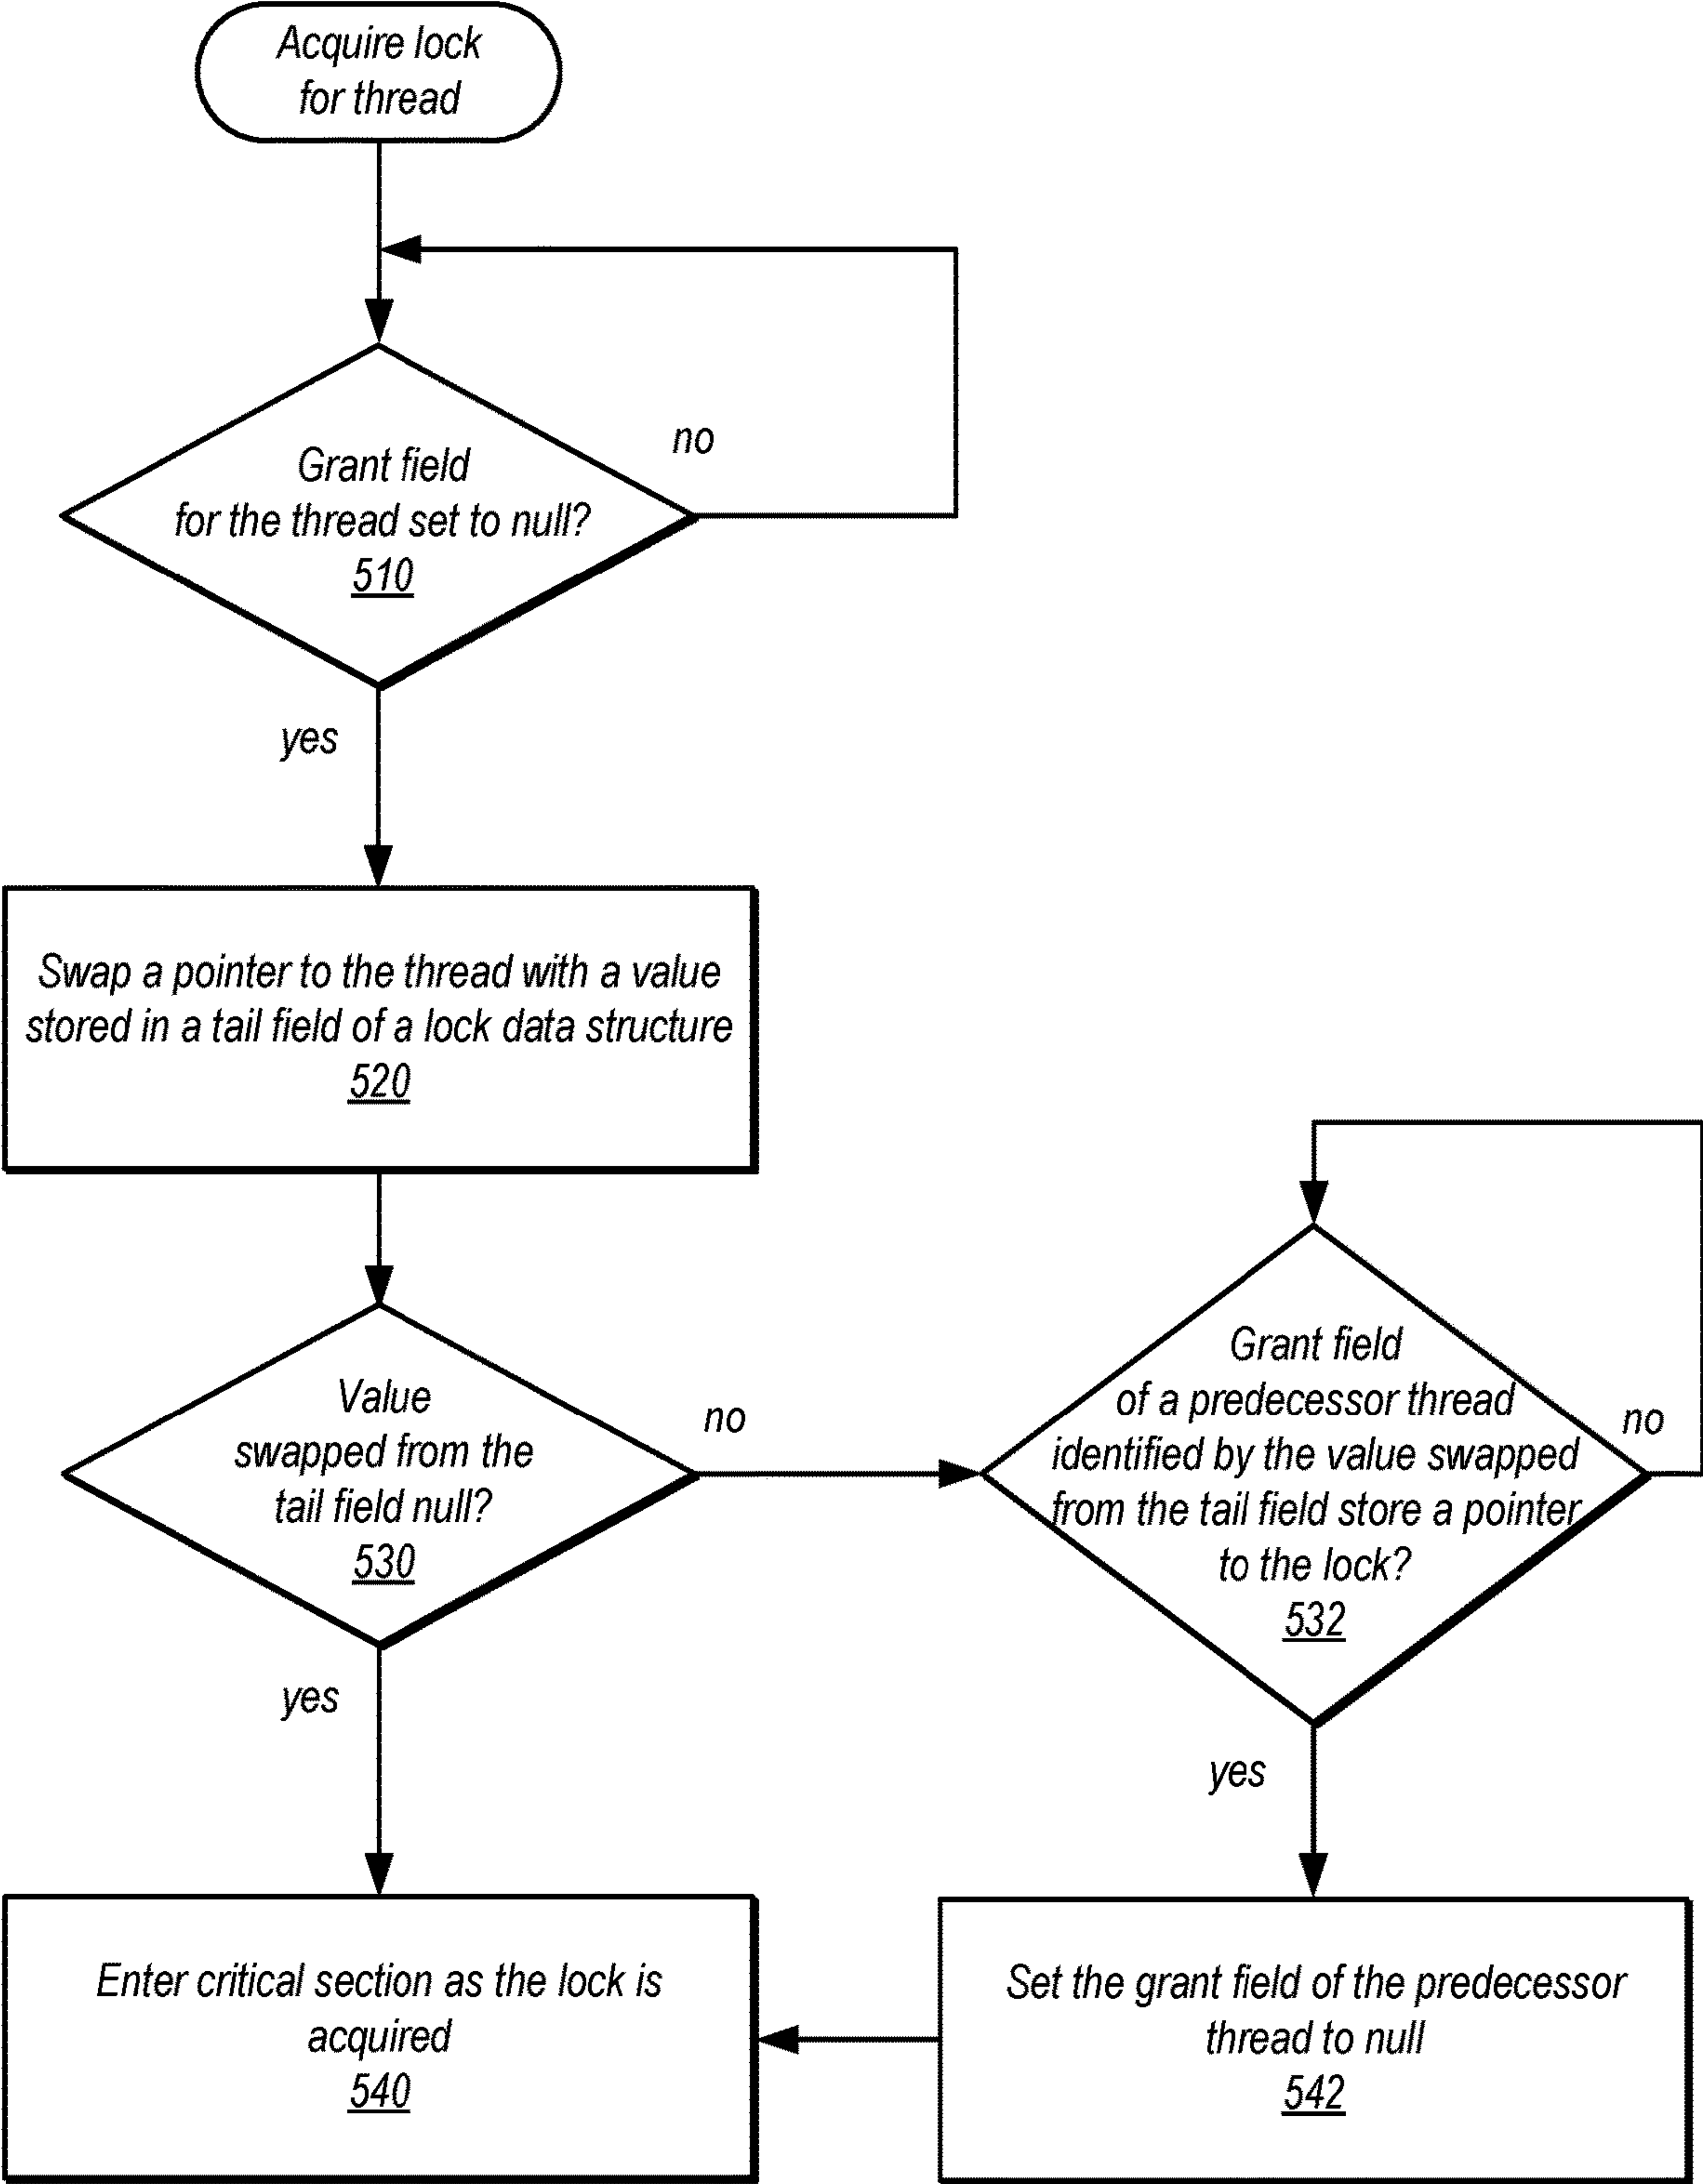 Acquire lock
for thread
Grant field
for the thread set to null?
510
no
yes
Swap a pointer to the thread with a value
stored in a tail field of a lock data structure
520
Value
swapped from the
tail field null?
530
no
yes
Grant field
of a predecessor thread
identified by the value swapped
from the tail field store a pointer
to the lock?
532
no
yes
Enter critical section as the lock is
acquired
540
Set the grant field of the predecessor
thread to null
542